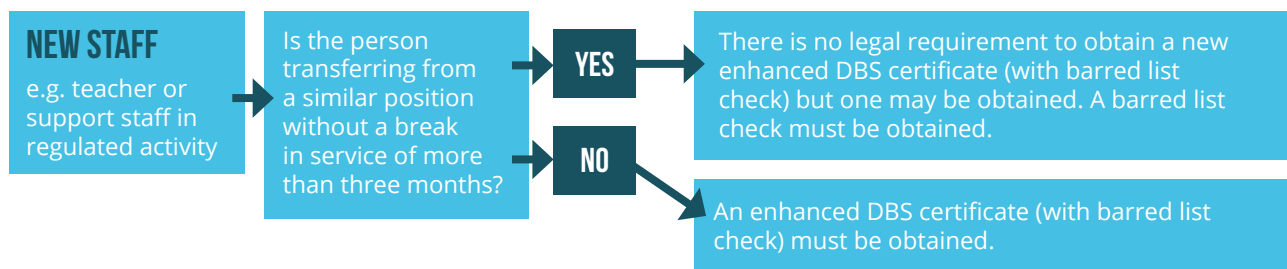 NEW STAFF
e.g. teacher or
support staff in
regulated activity
Is the person
transferring from
a similar position
without a break
in service of more
than three months?
YES
There is no legal requirement to obtain a new
enhanced DBS certificate (with barred list
check) but one may be obtained. A barred list
check must be obtained.
NO
An enhanced DBS certificate (with barred list
check) must be obtained.